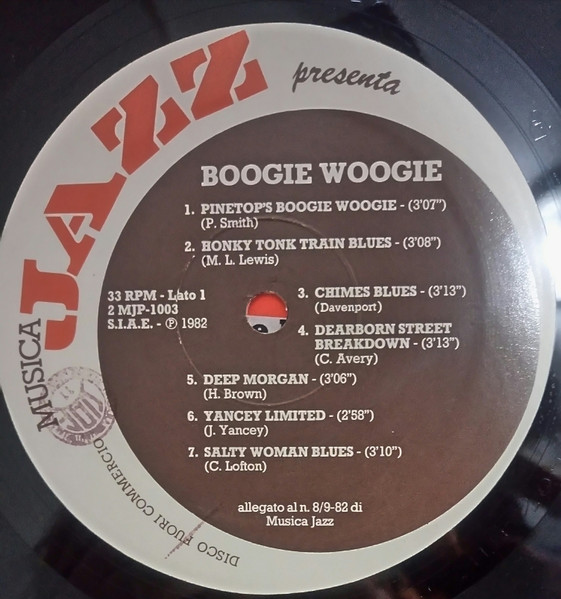 MUSICA
JAZZ
presenta
BOOGIE WOOGIE
1. PINETOP'S BOOGIE WOOGIE - (3'07")
(P. Smith)
2. HONKY TONK TRAIN BLUES - (3'08")
(M. L. Lewis)
33 RPM - Lato 1
2 MJP-1003
S.I.A.E. - ℗ 1982
3. CHIMES BLUES - (3'13")
(Davenport)
4. DEARBORN STREET
BREAKDOWN - (3'13")
(C. Avery)
5. DEEP MORGAN - (3'06")
(H. Brown)
6. YANCEY LIMITED - (2'58")
(J. Yancey)
7. SALTY WOMAN BLUES - (3'10")
(C. Lofton)
allegato al n. 8/9-82 di
Musica Jazz
DISCO FUORI COMMERCIO